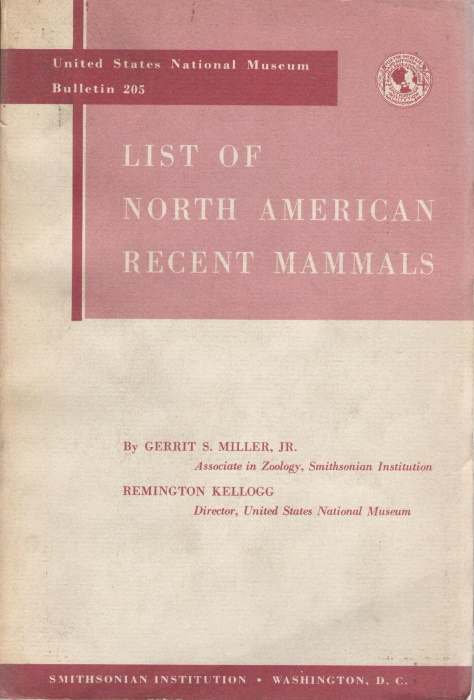 United States National Museum
Bulletin 205
LIST OF
NORTH AMERICAN
RECENT MAMMALS
By GERRIT S. MILLER, JR.
Associate in Zoology, Smithsonian Institution
REMINGTON KELLOGG
Director, United States National Museum
SMITHSONIAN INSTITUTION • WASHINGTON, D. C.